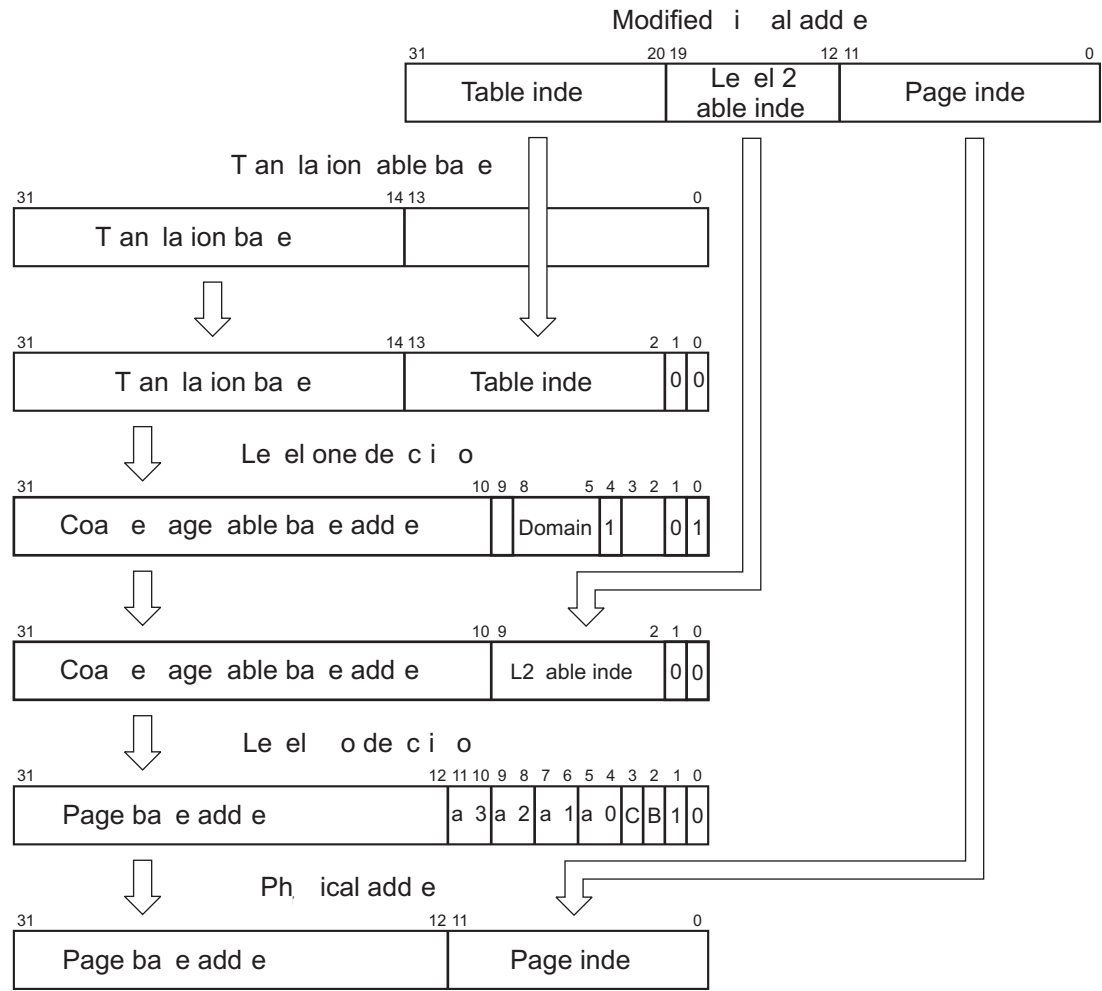 Modified i al add e
31 20 19 12 11 0
Table inde Le el 2 Page inde
able inde
T an la ion able ba e
31 14 13 0
T an la ion ba e
31 14 13 2 1 0
T an la ion ba e Table inde 0 0
Le el one de c i o
31 10 9 8 5 4 3 2 1 0
Coa e age able ba e add e Domain 1 0 1
31 10 9 2 1 0
Coa e age able ba e add e L2 able inde 0 0
Le el o de c i o
31 12 11 10 9 8 7 6 5 4 3 2 1 0
Page ba e add e a 3 a 2 a 1 a 0 C B 1 0
Ph ical add e
31 12 11 0
Page ba e add e Page inde